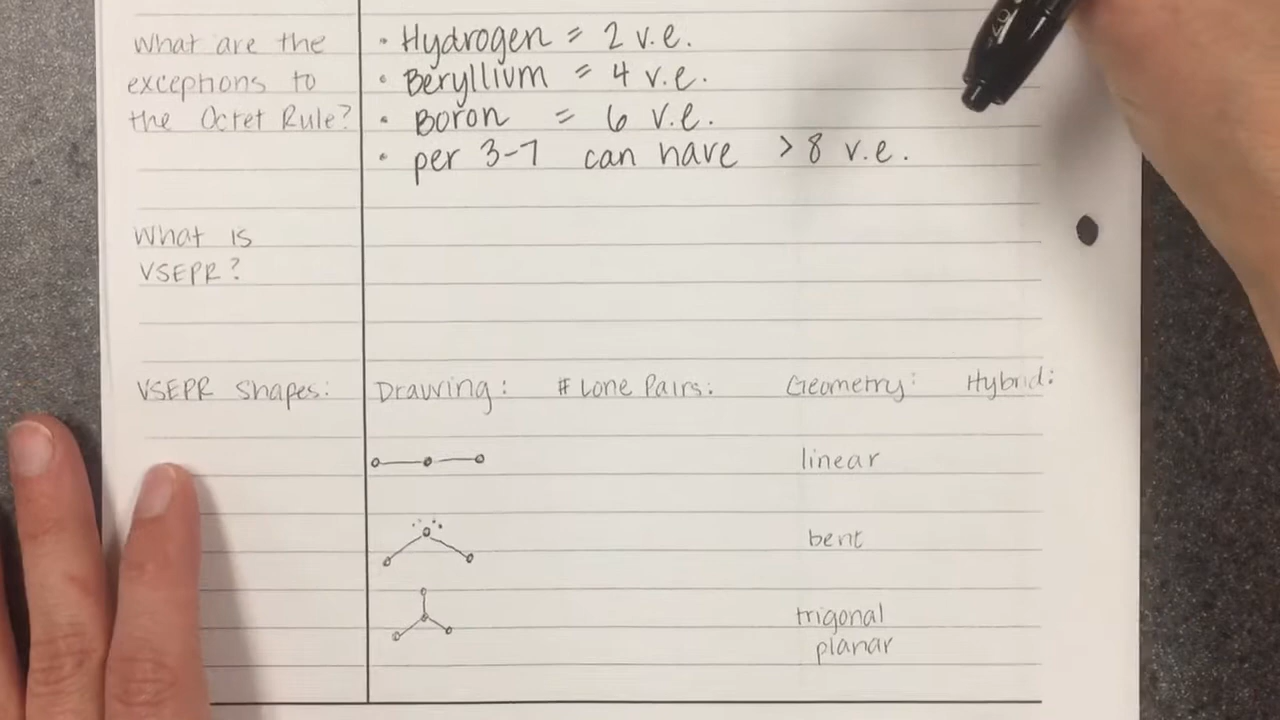 What are the
exceptions to
the Octet Rule?
• Hydrogen = 2 v.e.
• Beryllium = 4 v.e.
• Boron = 6 v.e.
• per 3-7 can have > 8 v.e.
What is
VSEPR?
VSEPR Shapes: Drawing: # Lone Pairs: Geometry: Hybrid:
linear
bent
trigonal
planar